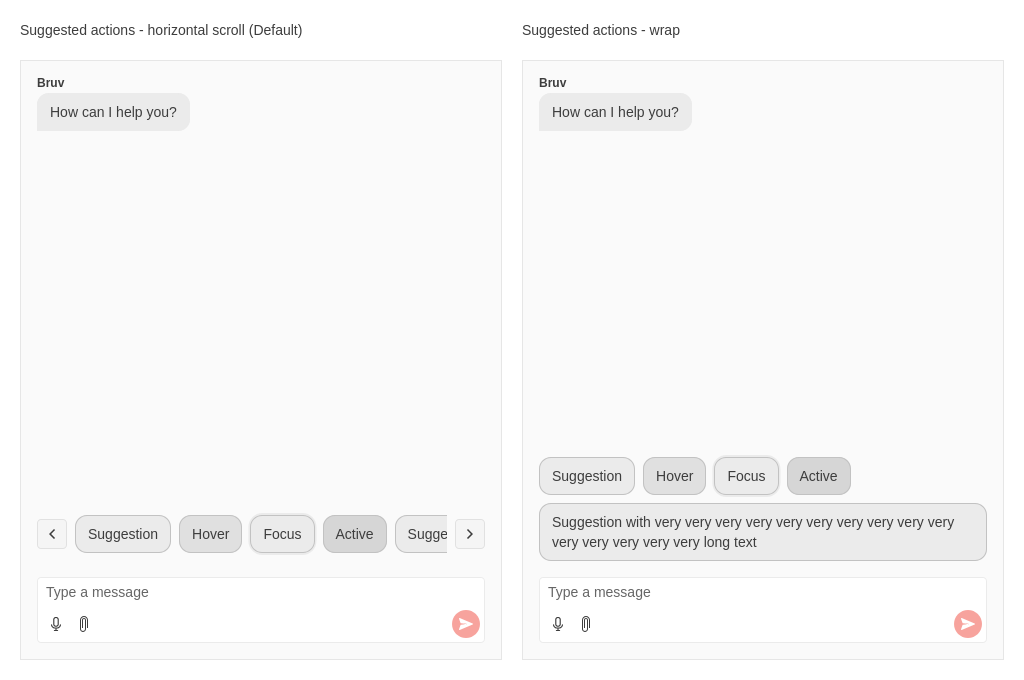 Suggested actions - horizontal scroll (Default)
Bruv
How can I help you?
Suggestion
Hover
Focus
Active
Sugge
Type a message
Suggested actions - wrap
Bruv
How can I help you?
Suggestion
Hover
Focus
Active
Suggestion with very very very very very very very very very very
very very very very very long text
Type a message